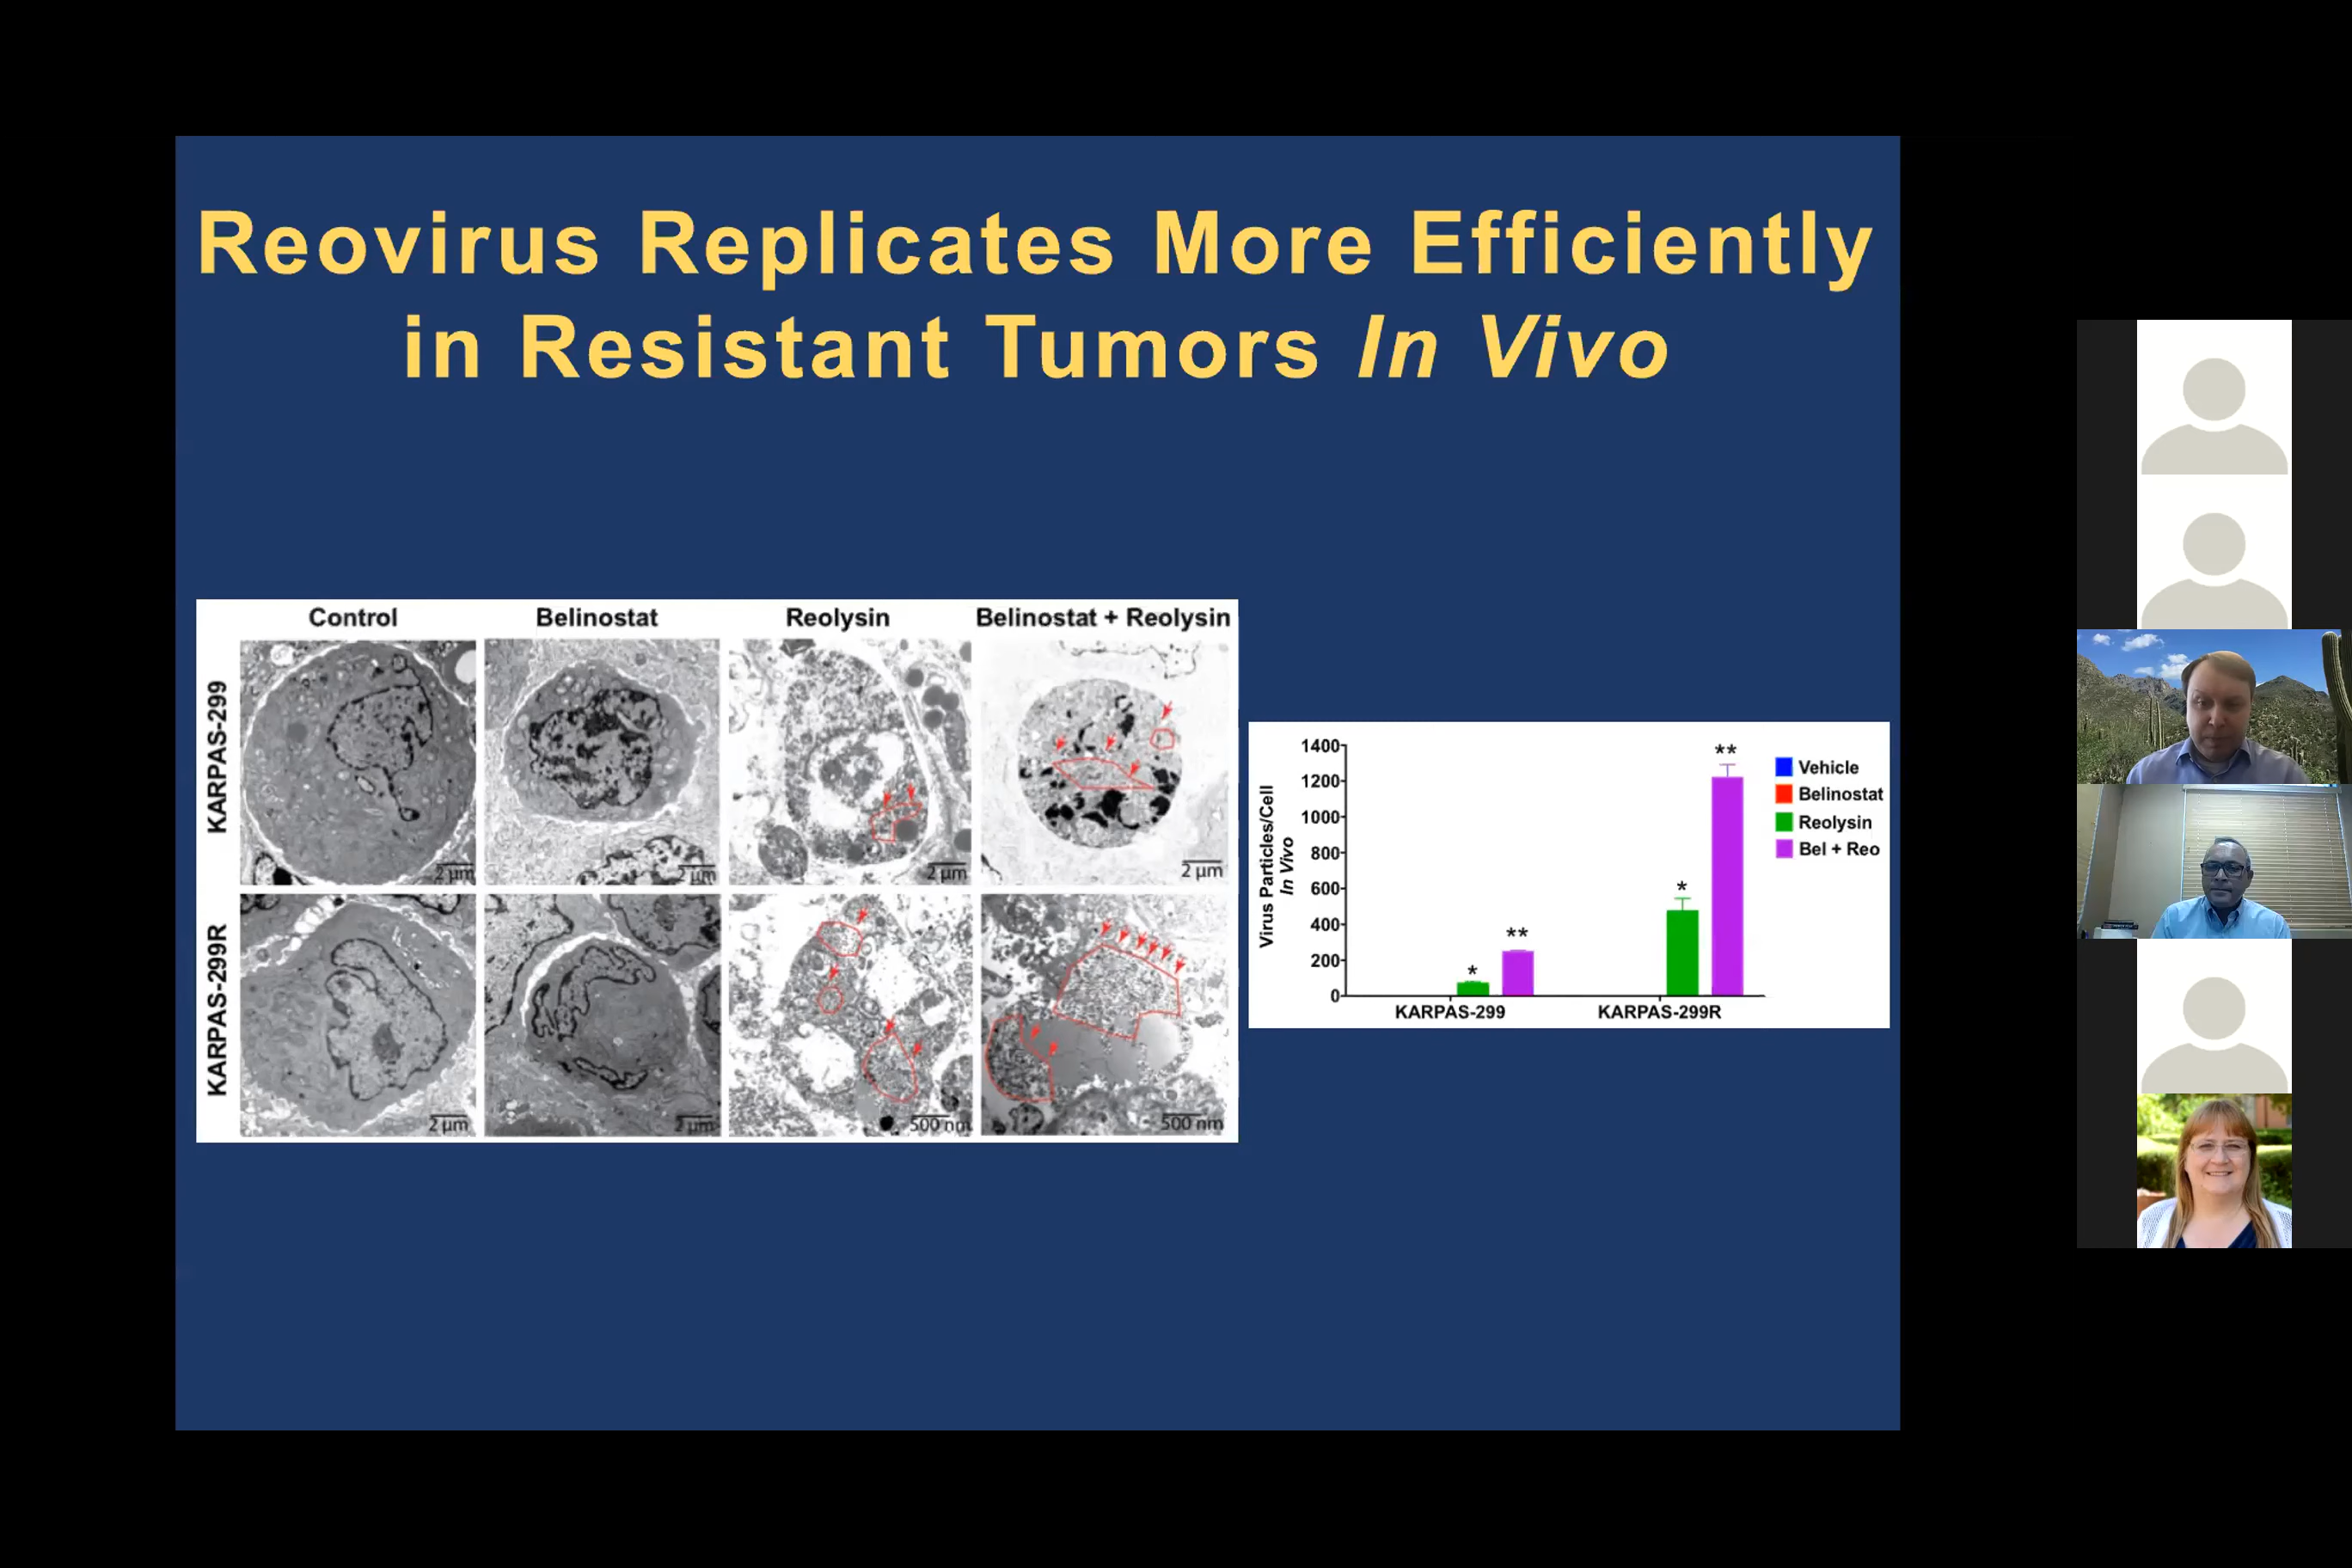 Reovirus Replicates More Efficiently
in Resistant Tumors In Vivo
Control
Belinostat
Reolysin
Belinostat + Reolysin
KARPAS-299
2 µm
2 µm
2 µm
2 µm
KARPAS-299R
2 µm
2 µm
500 nm
500 nm
Virus Particles/Cell
In Vivo
1400
1200
1000
800
600
400
200
0
*
**
*
**
KARPAS-299
KARPAS-299R
Vehicle
Belinostat
Reolysin
Bel + Reo